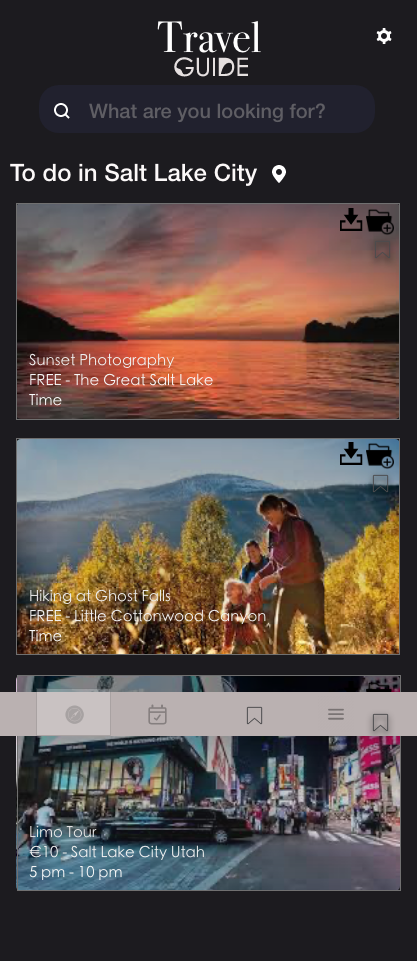 Travel
GUIDE
What are you looking for?
To do in Salt Lake City
Sunset Photography
FREE - The Great Salt Lake
Time
Hiking at Ghost Falls
FREE - Little Cottonwood Canyon
Time
Limo Tour
€10 - Salt Lake City Utah
5 pm - 10 pm